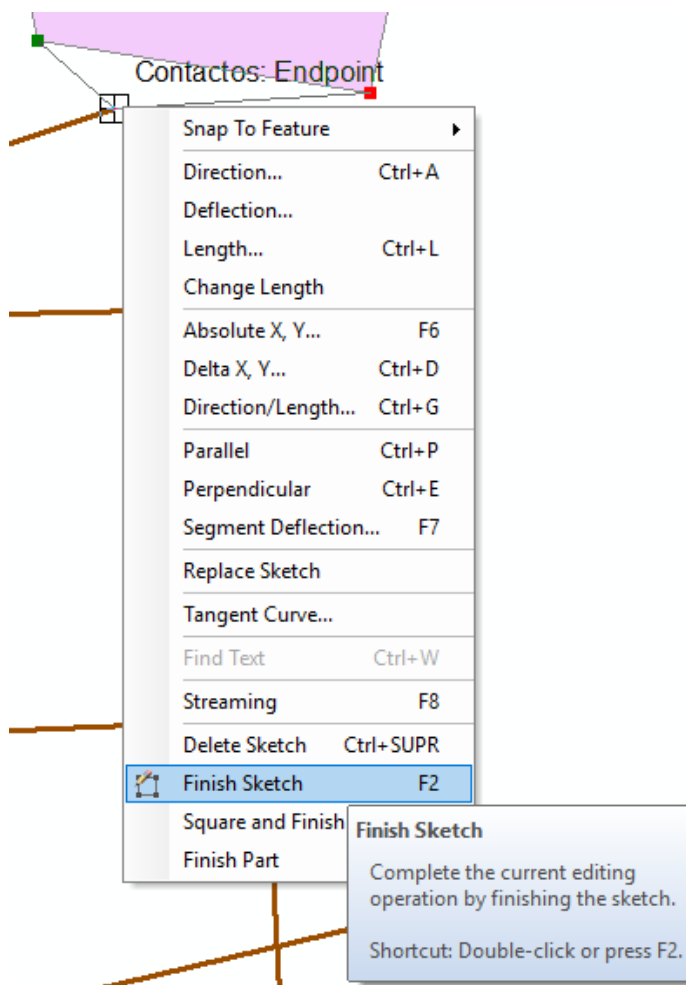 Contactos: Endpoint
Snap To Feature
Direction... Ctrl+A
Deflection...
Length... Ctrl+L
Change Length
Absolute X, Y... F6
Delta X, Y... Ctrl+D
Direction/Length... Ctrl+G
Parallel Ctrl+P
Perpendicular Ctrl+E
Segment Deflection... F7
Replace Sketch
Tangent Curve...
Find Text Ctrl+W
Streaming F8
Delete Sketch Ctrl+SUPR
Finish Sketch F2
Square and Finish
Finish Part
Finish Sketch
Complete the current editing
operation by finishing the sketch.
Shortcut: Double-click or press F2.